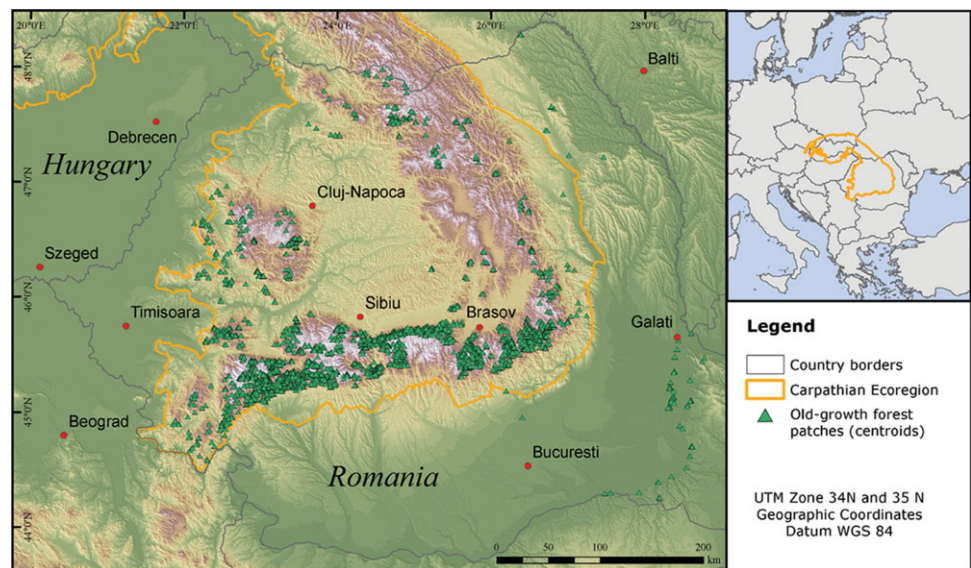 20°0'E 22°0'E 24°0'E 26°0'E 28°0'E
48°0'N
47°0'N
46°0'N
45°0'N
44°0'N
Balti
Debrecen
Hungary
Cluj-Napoca
Szeged
Timisoara
Sibiu
Brasov
Galati
Beograd
Bucuresti
Romania
0 50 100 200
km
Legend
Country borders
Carpathian Ecoregion
Old-growth forest
patches (centroids)
UTM Zone 34N and 35 N
Geographic Coordinates
Datum WGS 84